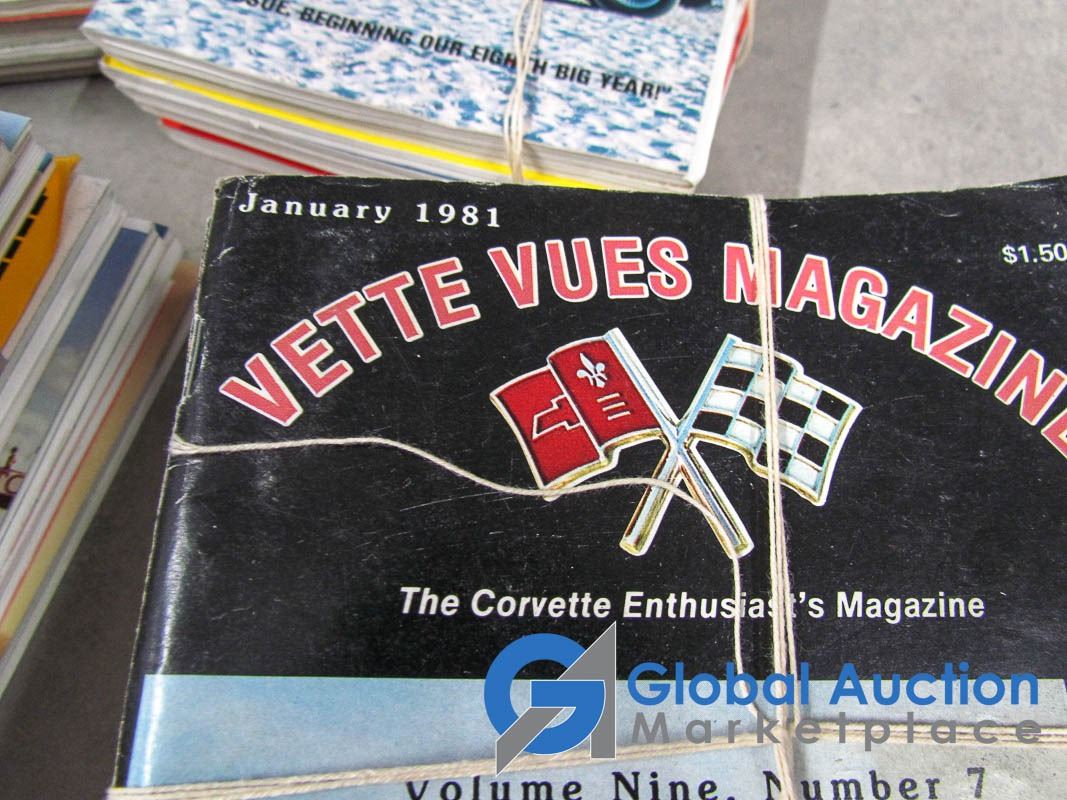 SSUE, BEGINNING OUR EIGHTH BIG YEAR!"
January 1981
$1.50
VETTE VUES MAGAZINE
The Corvette Enthusiast's Magazine
Global Auction
Marketplace
Volume Nine, Number 7